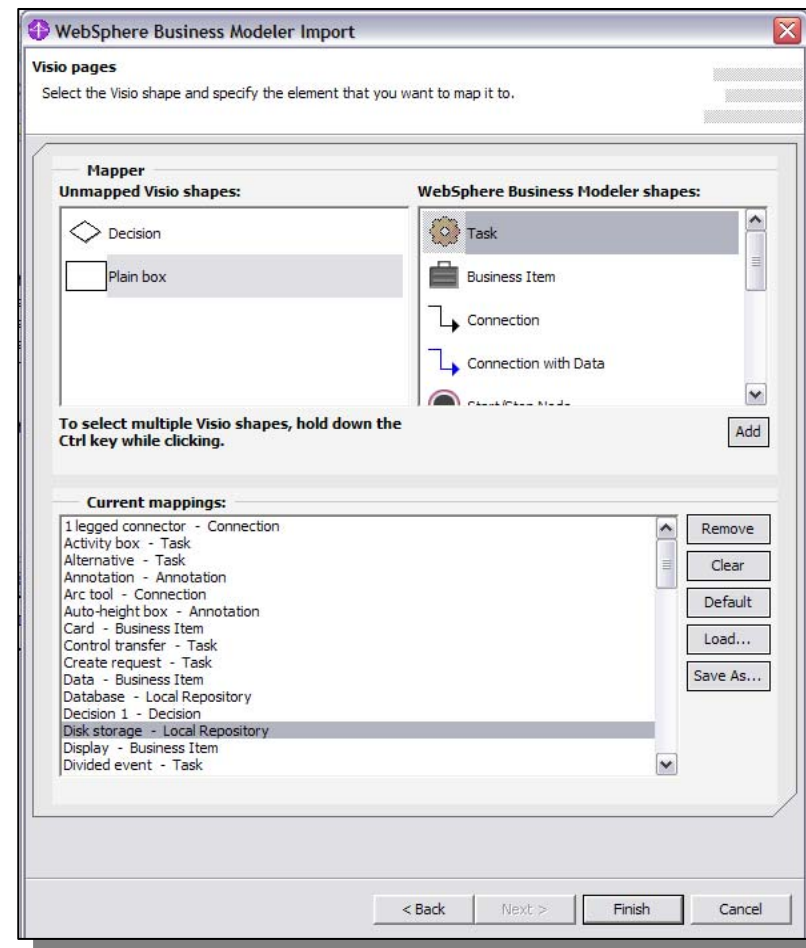 WebSphere Business Modeler Import
Visio pages
Select the Visio shape and specify the element that you want to map it to.
Mapper
Unmapped Visio shapes:
WebSphere Business Modeler shapes:
Decision
Plain box
Task
Business Item
Connection
Connection with Data
Start/Stop Node
To select multiple Visio shapes, hold down the
Ctrl key while clicking.
Add
Current mappings:
1 legged connector - Connection
Activity box - Task
Alternative - Task
Annotation - Annotation
Arc tool - Connection
Auto-height box - Annotation
Card - Business Item
Control transfer - Task
Create request - Task
Data - Business Item
Database - Local Repository
Decision 1 - Decision
Disk storage - Local Repository
Display - Business Item
Divided event - Task
Remove
Clear
Default
Load...
Save As...
< Back
Next >
Finish
Cancel